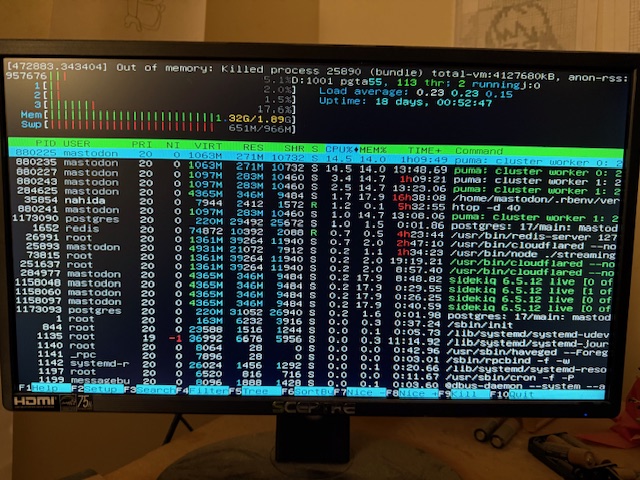 [472883.343404] Out of memory: Killed process 25890 (bundle) total-vm:4127680kB, anon-rss:
957676 5.1%D:1001 pgta55, 113 thr: 2 running j:0
1[ 2.0%] Load average: 0.23 0.23 0.15
2[ 1.5%] Uptime: 18 days, 00:52:47
3[ 17.6%]
Mem[ 1.32G/1.89G]
Swp[ 651M/966M]
PID USER PRI NI VIRT RES SHR S CPU% MEM% TIME+ Command
880225 mastodon 20 0 1063M 271M 10732 S 14.5 14.0 1h09:49 puma: cluster worker 0: 2
880235 mastodon 20 0 1063M 271M 10732 S 14.5 14.0 13:48.69 puma: cluster worker 0: 2
880227 mastodon 20 0 1097M 283M 10460 S 3.4 14.7 1h09:21 puma: cluster worker 1: 2
880243 mastodon 20 0 1097M 283M 10460 S 2.5 14.7 13:23.06 puma: cluster worker 1: 2
284625 mastodon 20 0 4365M 346M 9484 S 1.7 17.9 16h38:08 /home/mastodon/.rbenv/ver
35854 nahida 20 0 7944 2412 1572 R 1.2 0.1 5h32:55 htop -d 40
880241 mastodon 20 0 1097M 283M 10460 S 1.0 14.7 13:08.06 puma: cluster worker 1: 2
1173090 postgres 20 0 220M 29492 25672 S 1.0 1.5 0:01.86 postgres: 17/main: mastod
1652 redis 20 0 74872 10392 2088 R 0.7 0.5 4h23:44 /usr/bin/redis-server 127
26991 root 20 0 1361M 39264 11940 S 0.7 2.0 2h47:10 /usr/bin/cloudflared --no
25893 mastodon 20 0 4931M 21072 7912 S 0.2 1.1 1h34:23 /usr/bin/node ./streaming
73815 root 20 0 1361M 39264 11940 S 0.2 2.0 19:19.21 /usr/bin/cloudflared --no
251637 root 20 0 1361M 39264 11940 S 0.2 2.0 8:57.40 /usr/bin/cloudflared --no
284977 mastodon 20 0 4365M 346M 9484 S 0.2 17.9 8:48.82 sidekiq 6.5.12 live [0 of
1158048 mastodon 20 0 4365M 346M 9484 S 0.2 17.9 0:29.55 sidekiq 6.5.12 live [1 of
1158060 mastodon 20 0 4365M 346M 9484 S 0.2 17.9 0:26.25 sidekiq 6.5.12 live [0 of
1158097 mastodon 20 0 4365M 346M 9484 S 0.2 17.9 0:40.59 sidekiq 6.5.12 live [0 of
1173093 postgres 20 0 220M 31052 26940 S 0.2 1.6 0:01.98 postgres: 17/main: mastod
1 root 20 0 163M 6232 3900 S 0.0 0.3 0:37.24 /sbin/init
844 root 20 0 23588 1516 1244 S 0.0 0.1 0:05.73 /lib/systemd/systemd-udev
1135 root 19 -1 36992 6676 5956 S 0.0 0.3 11:14.92 /lib/systemd/systemd-jour
1140 root 20 0 8064 28 0 S 0.0 0.0 0:42.96 /usr/sbin/haveged --Foreg
1141 _rpc 20 0 7896 28 0 S 0.0 0.0 0:03.01 /sbin/rpcbind -f -w
1142 systemd-r 20 0 26024 1456 1292 S 0.0 0.1 0:20.66 /lib/systemd/systemd-reso
1197 root 20 0 6520 816 716 S 0.0 0.0 0:11.67 /usr/sbin/cron -f -P
1199 messagebu 20 0 8096 1888 1428 S 0.0 0.1 0:03.60 @dbus-daemon --system --a
F1Help F2Setup F3Search F4Filter F5Tree F6SortBy F7Nice - F8Nice + F9Kill F10Quit
HDMI 75 SCEPTRE